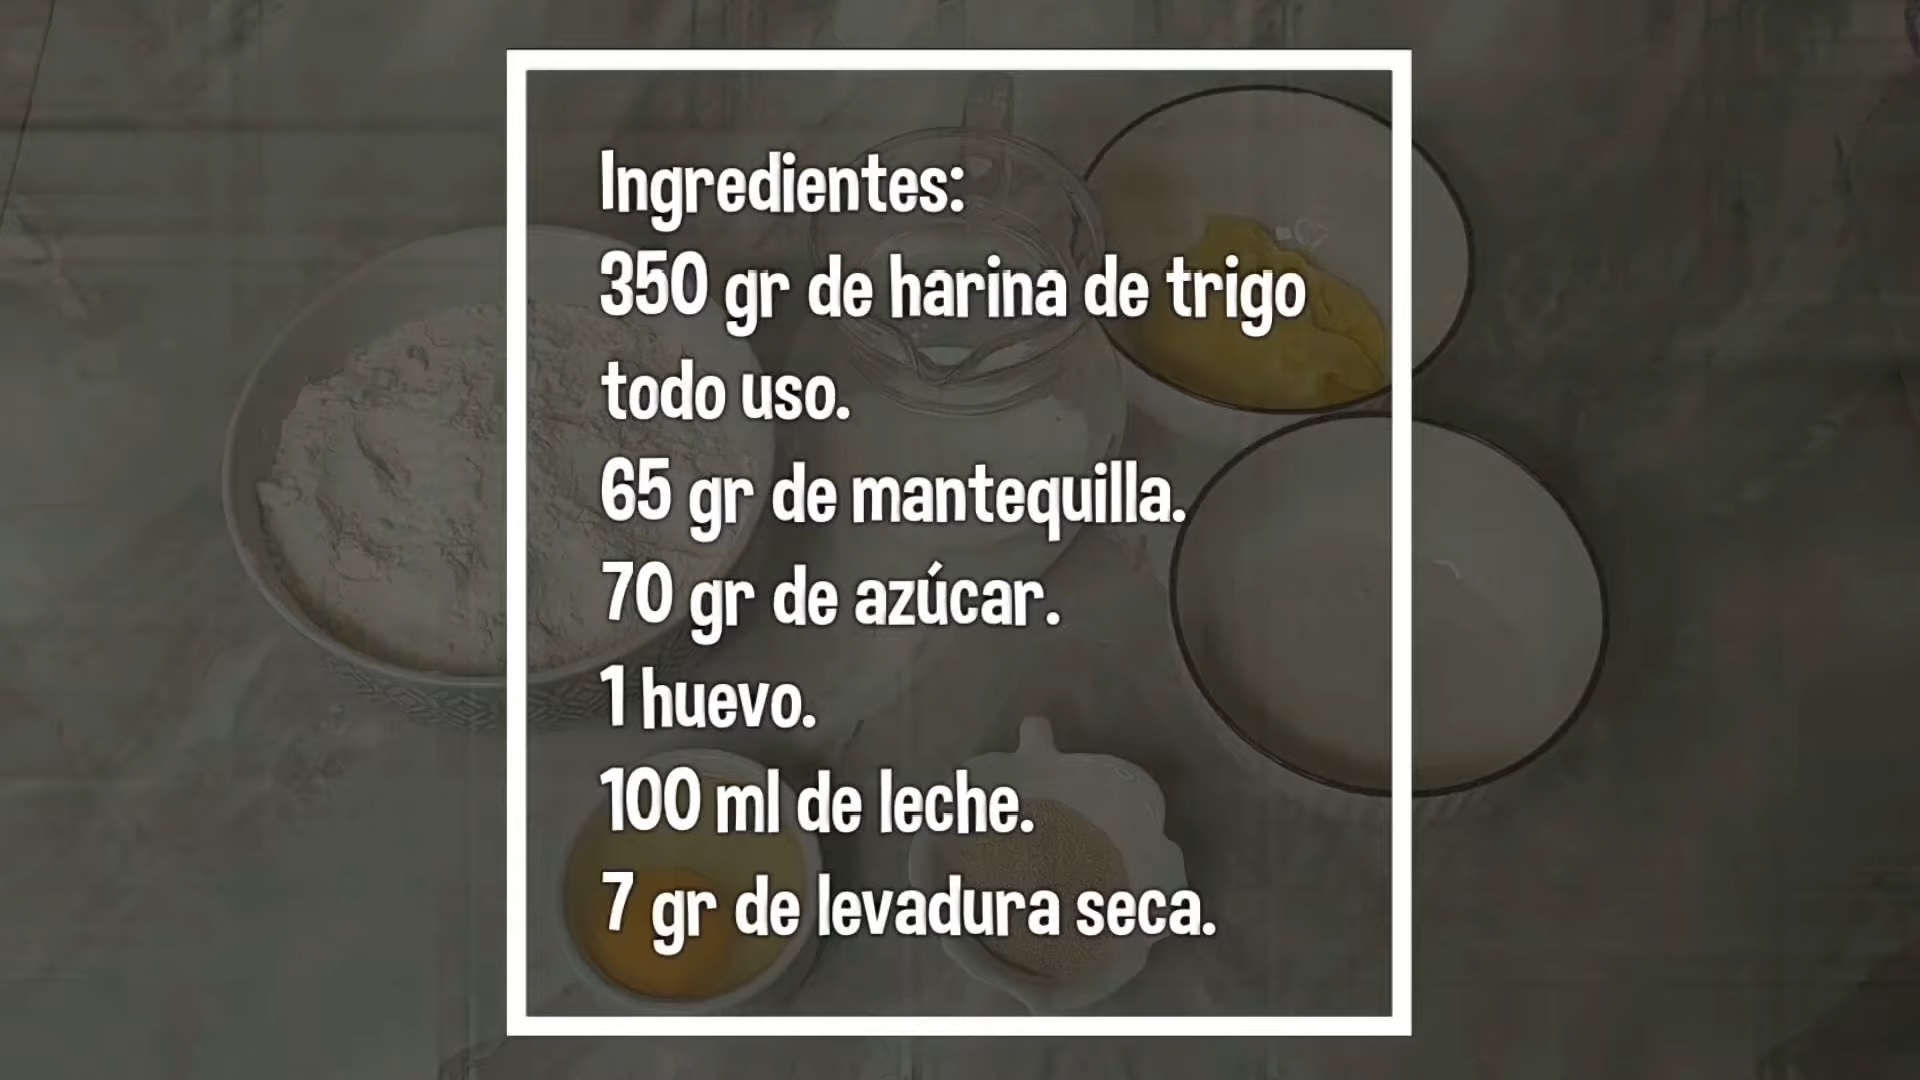 Ingredientes:
350 gr de harina de trigo
todo uso.
65 gr de mantequilla.
70 gr de azúcar.
1 huevo.
100 ml de leche.
7 gr de levadura seca.